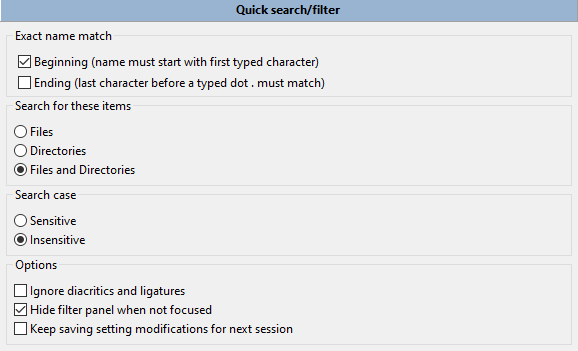 Quick search/filter
Exact name match
Beginning (name must start with first typed character)
Ending (last character before a typed dot . must match)
Search for these items
Files
Directories
Files and Directories
Search case
Sensitive
Insensitive
Options
Ignore diacritics and ligatures
Hide filter panel when not focused
Keep saving setting modifications for next session